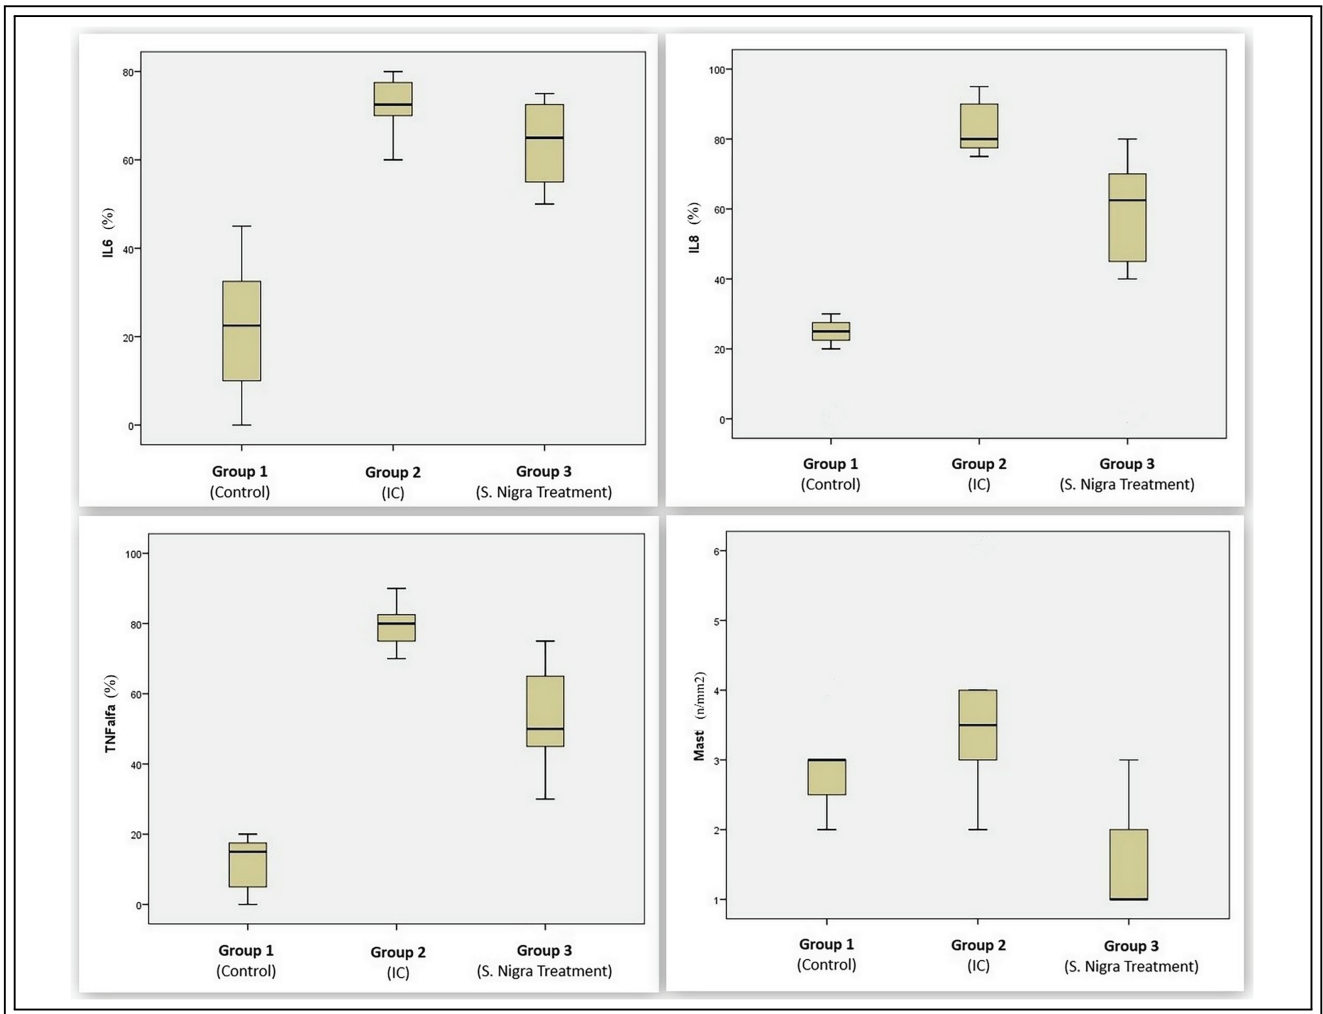 80
60
40
20
0
IL6 (%)
Group 1
(Control)
Group 2
(IC)
Group 3
(S. Nigra Treatment)
100
80
60
40
20
0
IL8 (%)
Group 1
(Control)
Group 2
(IC)
Group 3
(S. Nigra Treatment)
100
80
60
40
20
0
TNFalfa (%)
Group 1
(Control)
Group 2
(IC)
Group 3
(S. Nigra Treatment)
6
5
4
3
2
1
Mast (n/mm2)
Group 1
(Control)
Group 2
(IC)
Group 3
(S. Nigra Treatment)